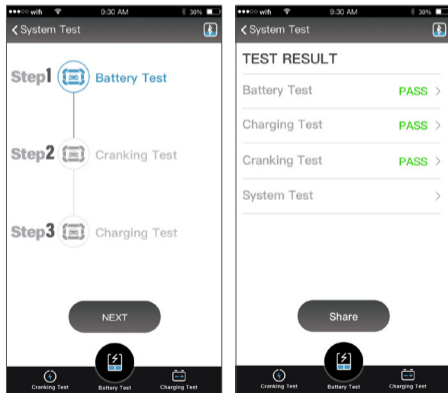 wifi 9:30 AM 30%
System Test
Step1 Battery Test
Step2 Cranking Test
Step3 Charging Test
NEXT
Cranking Test Battery Test Charging Test
wifi 9:30 AM 30%
System Test
TEST RESULT
Battery Test PASS >
Charging Test PASS >
Cranking Test PASS >
System Test >
Share
Cranking Test Battery Test Charging Test